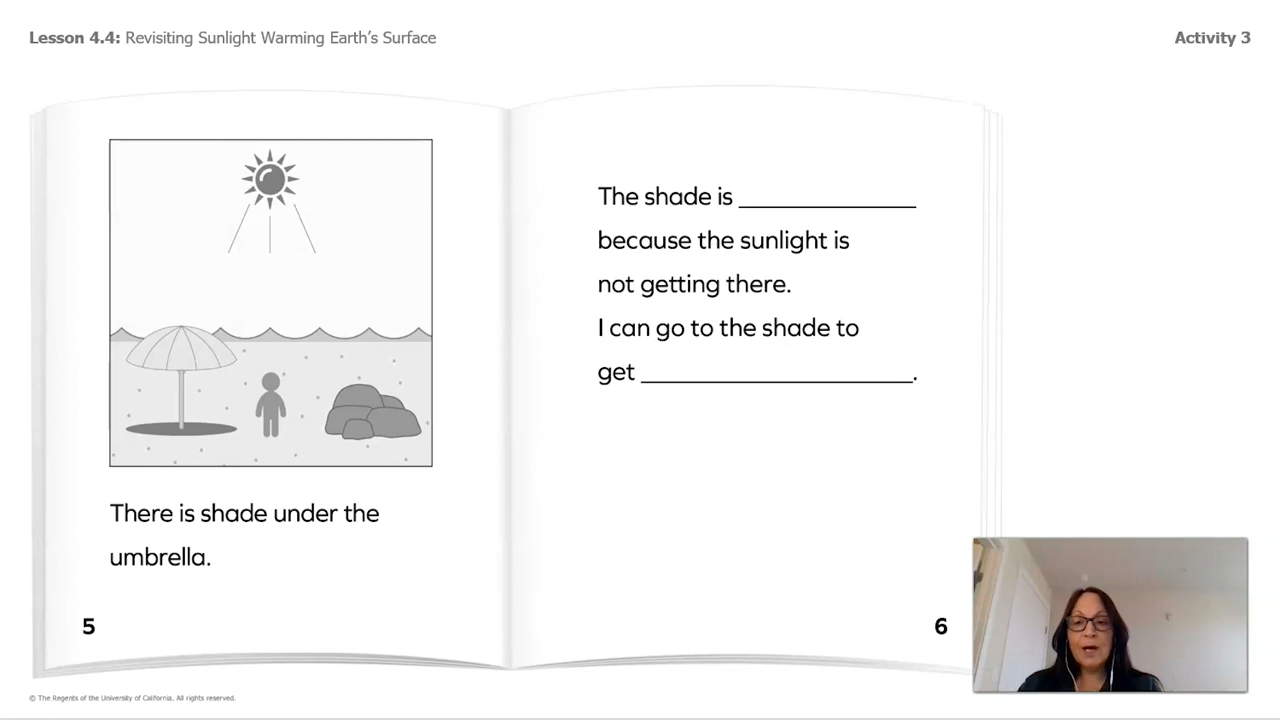 Lesson 4.4: Revisiting Sunlight Warming Earth's Surface
Activity 3
There is shade under the
umbrella.
5
The shade is ______________
because the sunlight is
not getting there.
I can go to the shade to
get ______________________.
6
© The Regents of the University of California. All rights reserved.